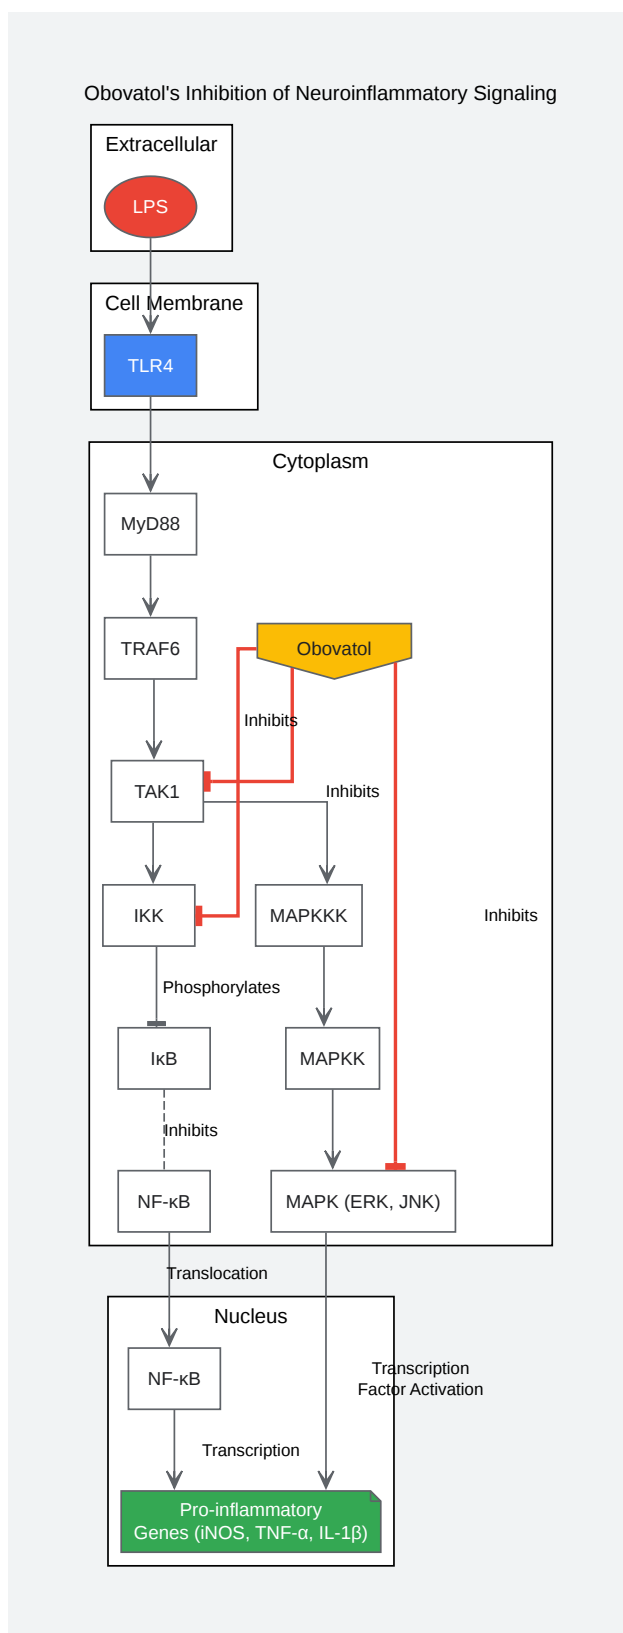 Obovatol's Inhibition of Neuroinflammatory Signaling
Extracellular
LPS
Cell Membrane
TLR4
Cytoplasm
MyD88
TRAF6
Obovatol
Inhibits
TAK1
Inhibits
IKK
MAPKKK
Inhibits
Phosphorylates
IκB
MAPKK
Inhibits
NF-κB
MAPK (ERK, JNK)
Translocation
Nucleus
NF-κB
Transcription
Factor Activation
Transcription
Pro-inflammatory
Genes (iNOS, TNF-α, IL-1β)